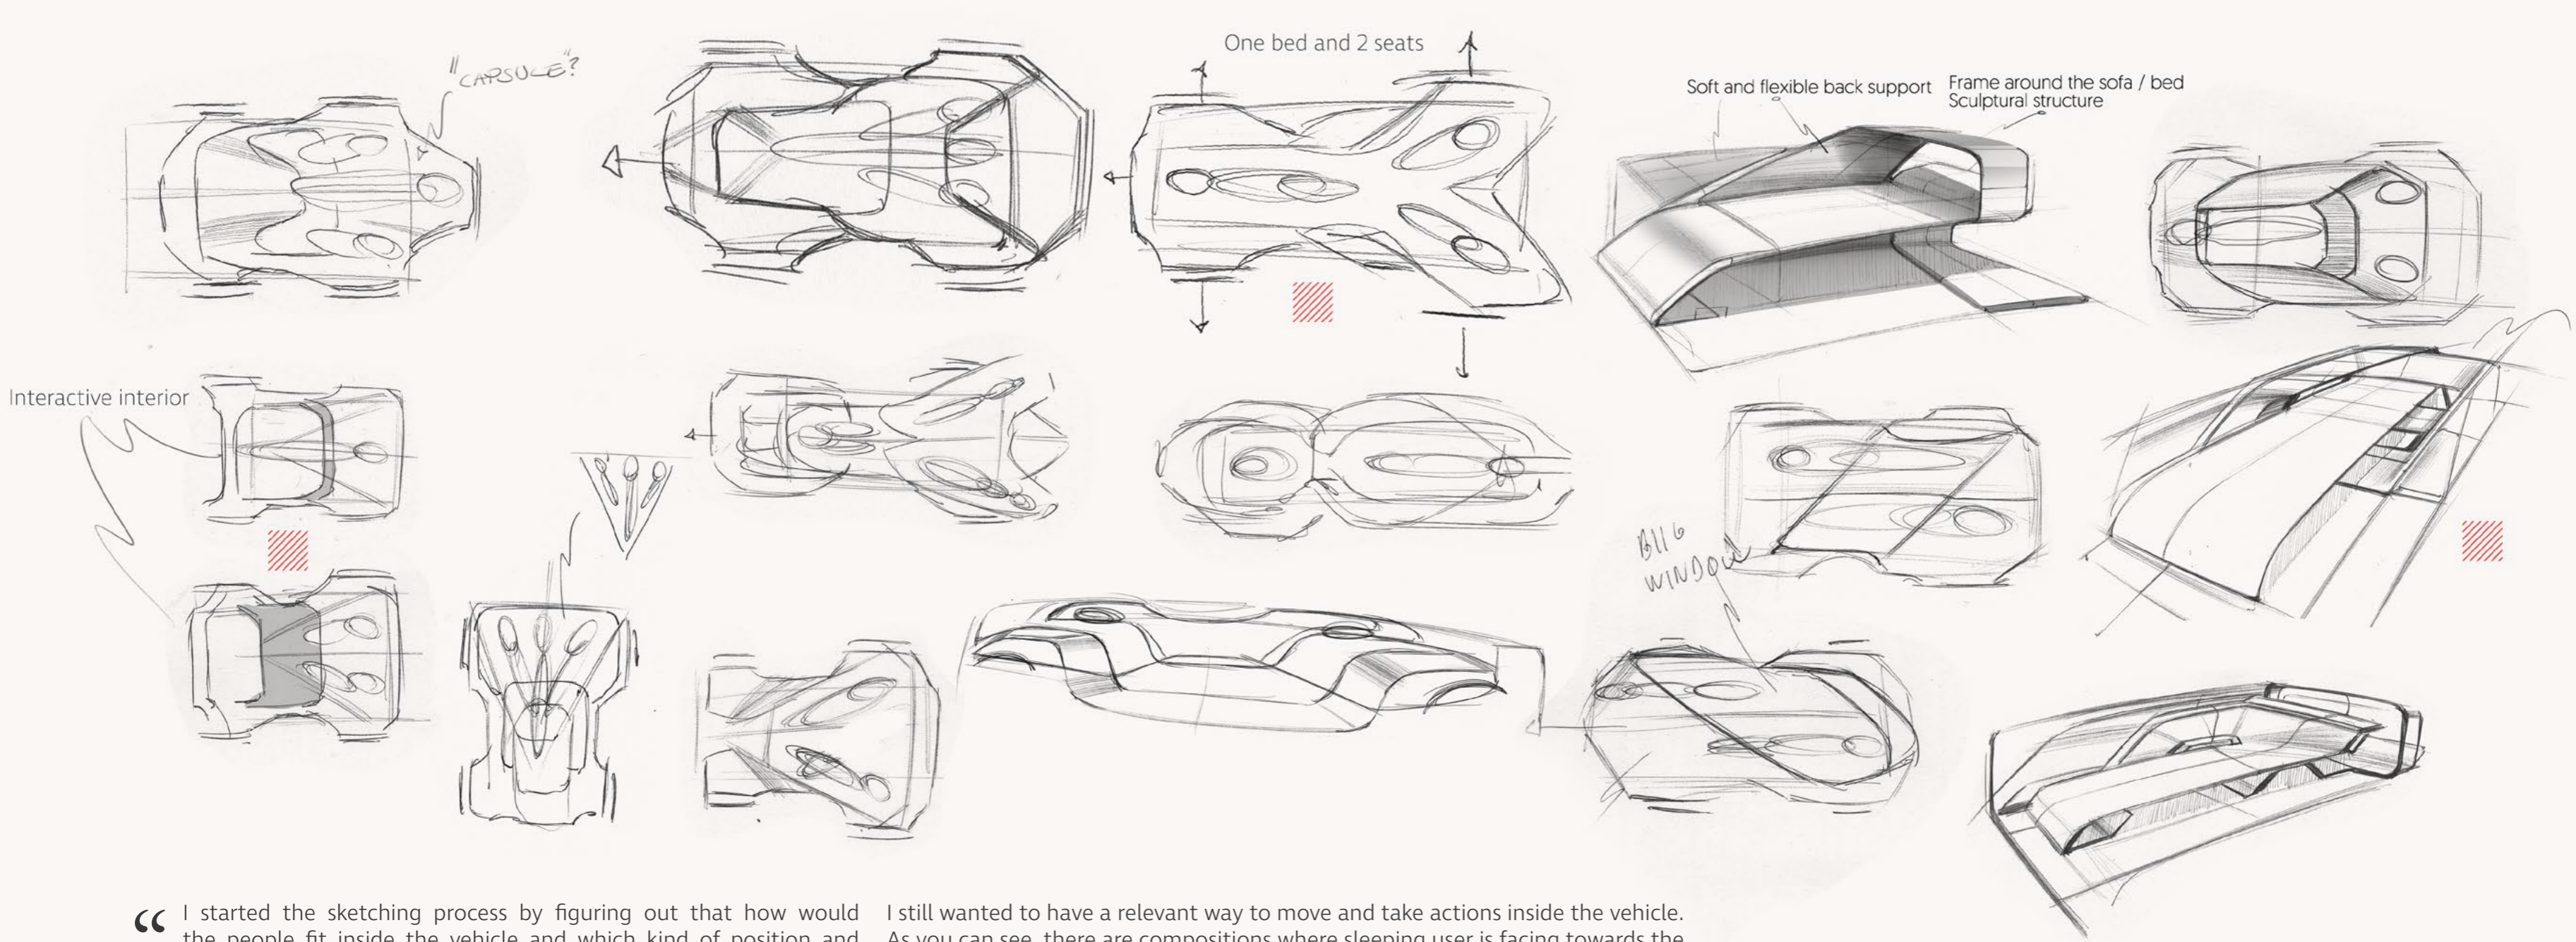 "CAPSULE?"
One bed and 2 seats
Soft and flexible back support
Frame around the sofa / bed
Sculptural structure
Interactive interior
WINDOW
“ I started the sketching process by figuring out that how would
the people fit inside the vehicle and which kind of position and
I still wanted to have a relevant way to move and take actions inside the vehicle.
As you can see, there are compositions where sleeping user is facing towards the